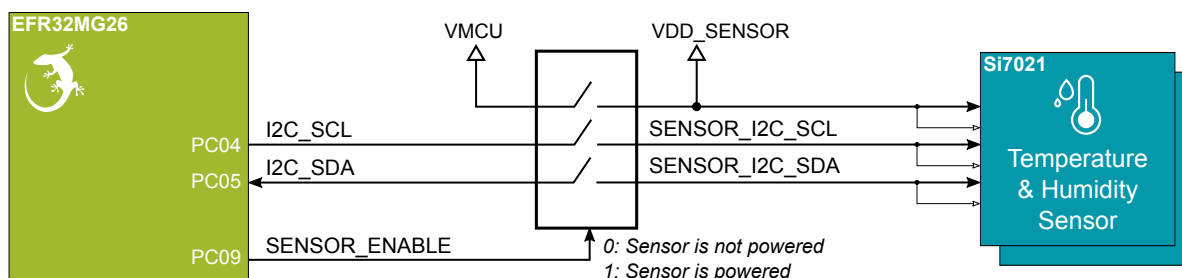 EFR32MG26
VMCU
VDD_SENSOR
Si7021
PC04
I2C_SCL
SENSOR_I2C_SCL
PC05
I2C_SDA
SENSOR_I2C_SDA
Temperature
& Humidity
Sensor
PC09
SENSOR_ENABLE
0: Sensor is not powered
1: Sensor is powered